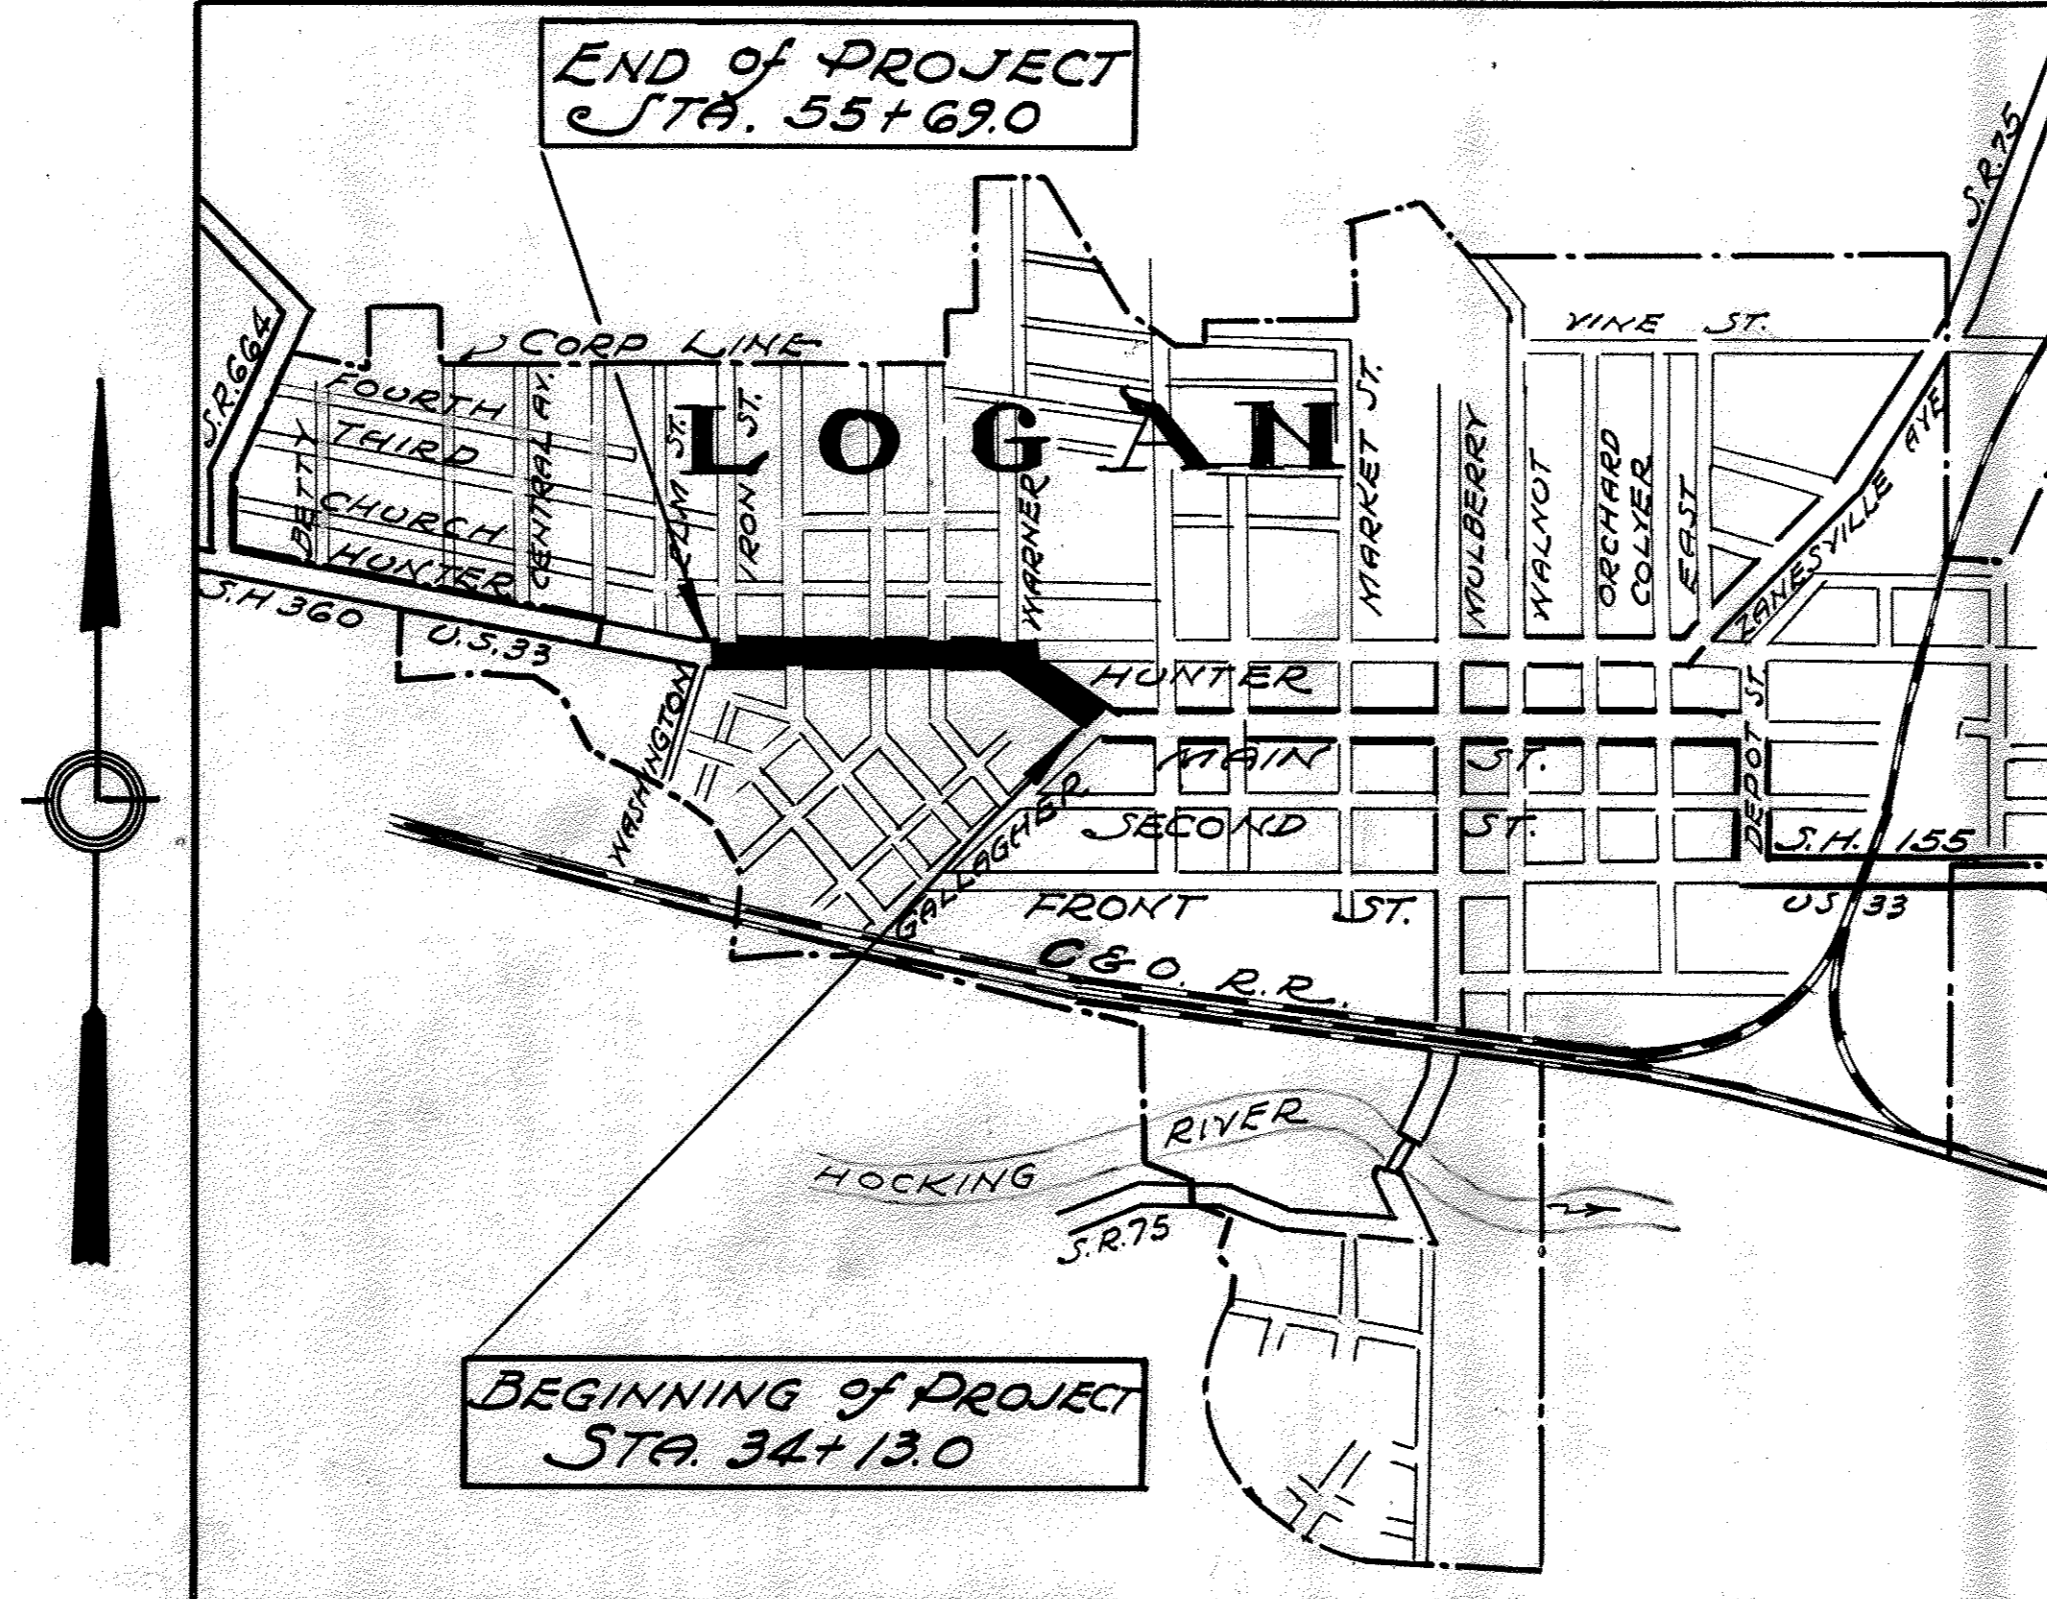 END of PROJECT
STA. 55+69.0
S.R.75
VINE ST.
CORP LINE
S.R.664
FOURTH
THIRD
CHURCH
HUNTER
BETTY
CENTRAL AV.
PLUM ST.
IRON ST.
LOGAN
WARNER
MARKET ST.
MULBERRY
WALNUT
ORCHARD
COLYER
EAST
ZANESVILLE AVE
S.H 360
U.S.33
WASHINGTON
HUNTER
MAIN ST.
SECOND ST.
GALLAGHER
DEPOT ST.
S.H. 155
US 33
FRONT ST.
C & O. R.R.
HOCKING RIVER
S.R.75
BEGINNING of PROJECT
STA. 34+13.0